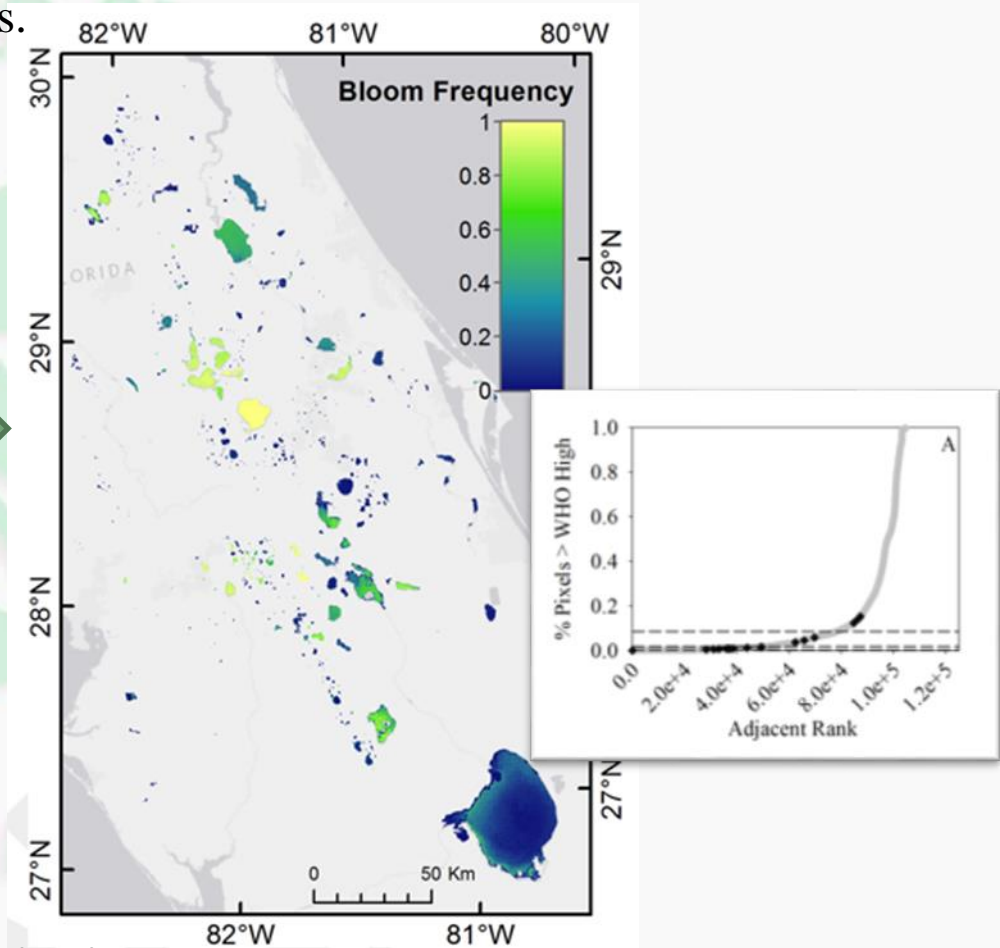 s.
82°W 81°W 80°W
30°N
Bloom Frequency
1
0.8
0.6
0.4
0.2
0
29°N
ORIDA
29°N
28°N
27°N
27°N
0 50 Km
82°W 81°W
A
% Pixels > WHO High
1.0
0.8
0.6
0.4
0.2
0.0
0.0 2.0e+4 4.0e+4 6.0e+4 8.0e+4 1.0e+5 1.2e+5
Adjacent Rank